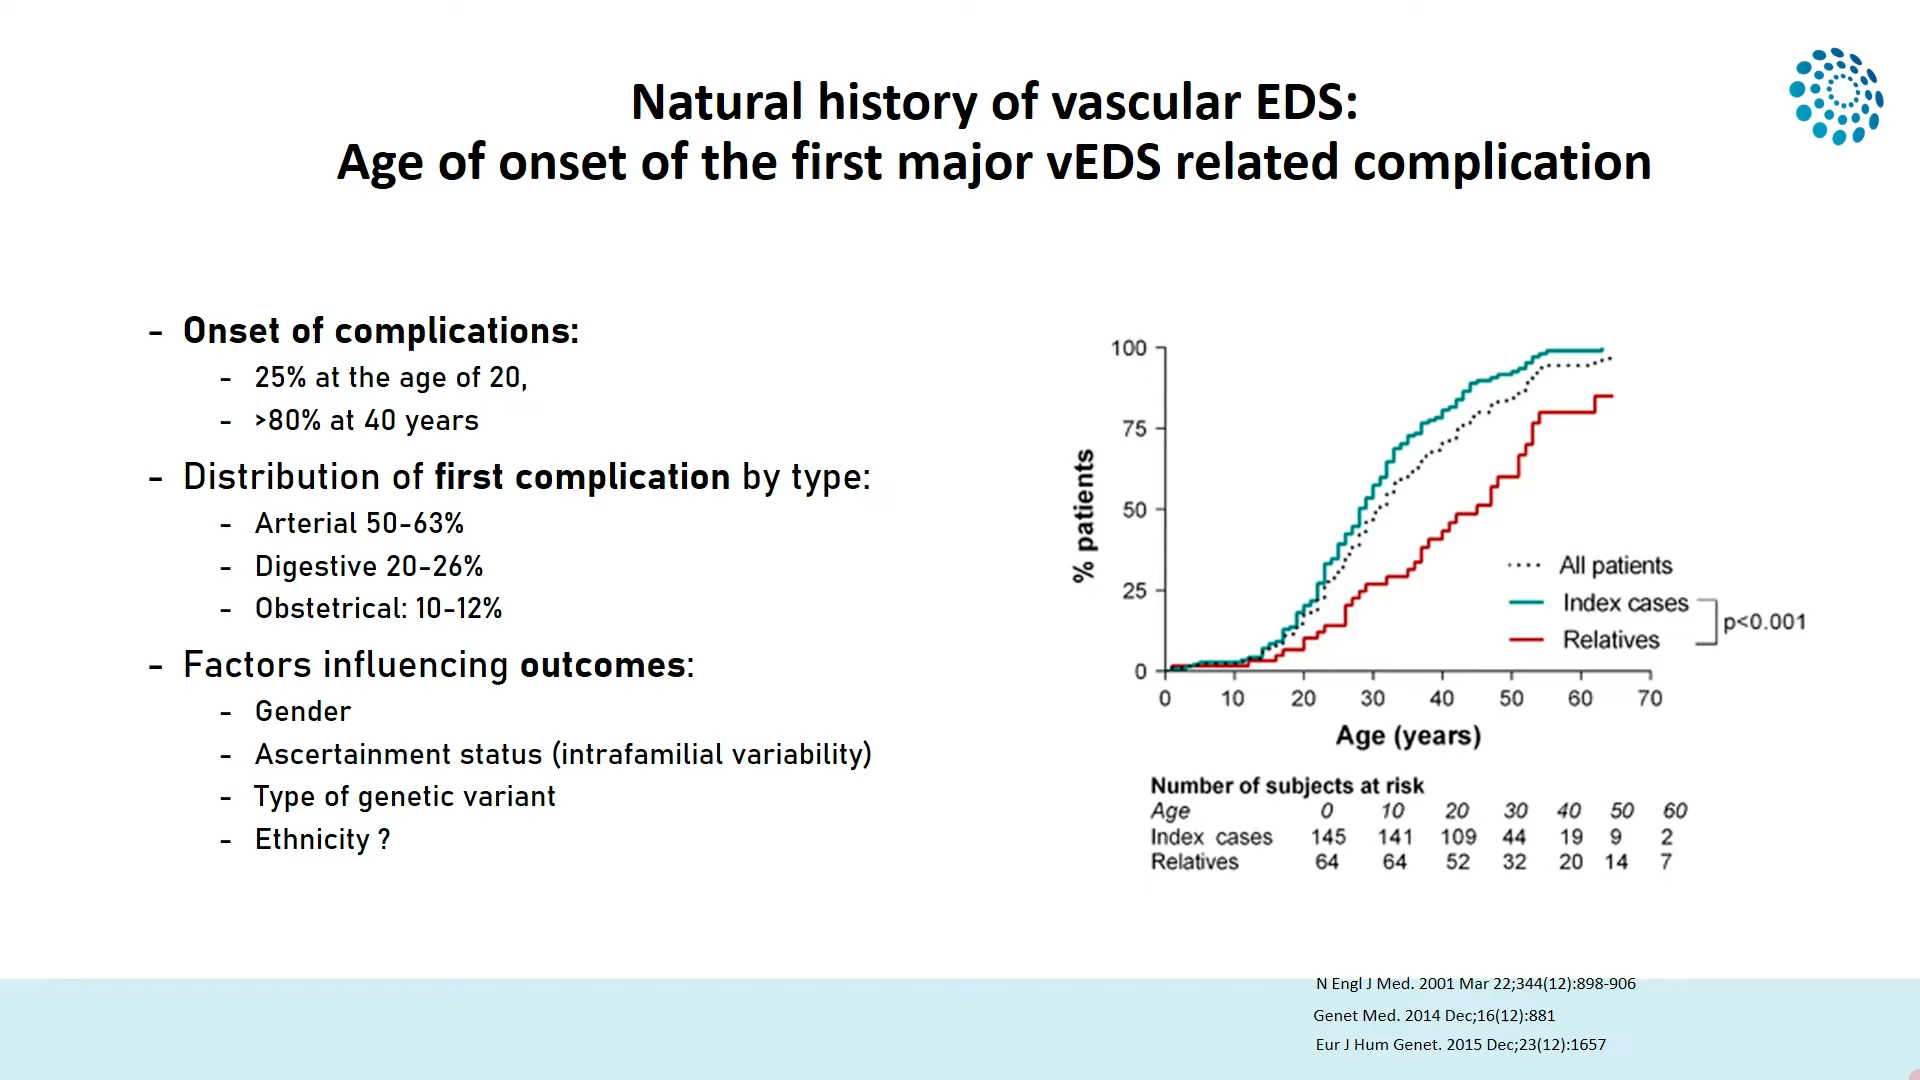 Natural history of vascular EDS:
Age of onset of the first major vEDS related complication
- Onset of complications:
- 25% at the age of 20,
- >80% at 40 years
- Distribution of first complication by type:
- Arterial 50-63%
- Digestive 20-26%
- Obstetrical: 10-12%
- Factors influencing outcomes:
- Gender
- Ascertainment status (intrafamilial variability)
- Type of genetic variant
- Ethnicity ?
% patients
100
75
50
25
0
0 10 20 30 40 50 60 70
Age (years)
All patients
Index cases
Relatives
p<0.001
Number of subjects at risk
Age 0 10 20 30 40 50 60
Index cases 145 141 109 44 19 9 2
Relatives 64 64 52 32 20 14 7
N Engl J Med. 2001 Mar 22;344(12):898-906
Genet Med. 2014 Dec;16(12):881
Eur J Hum Genet. 2015 Dec;23(12):1657